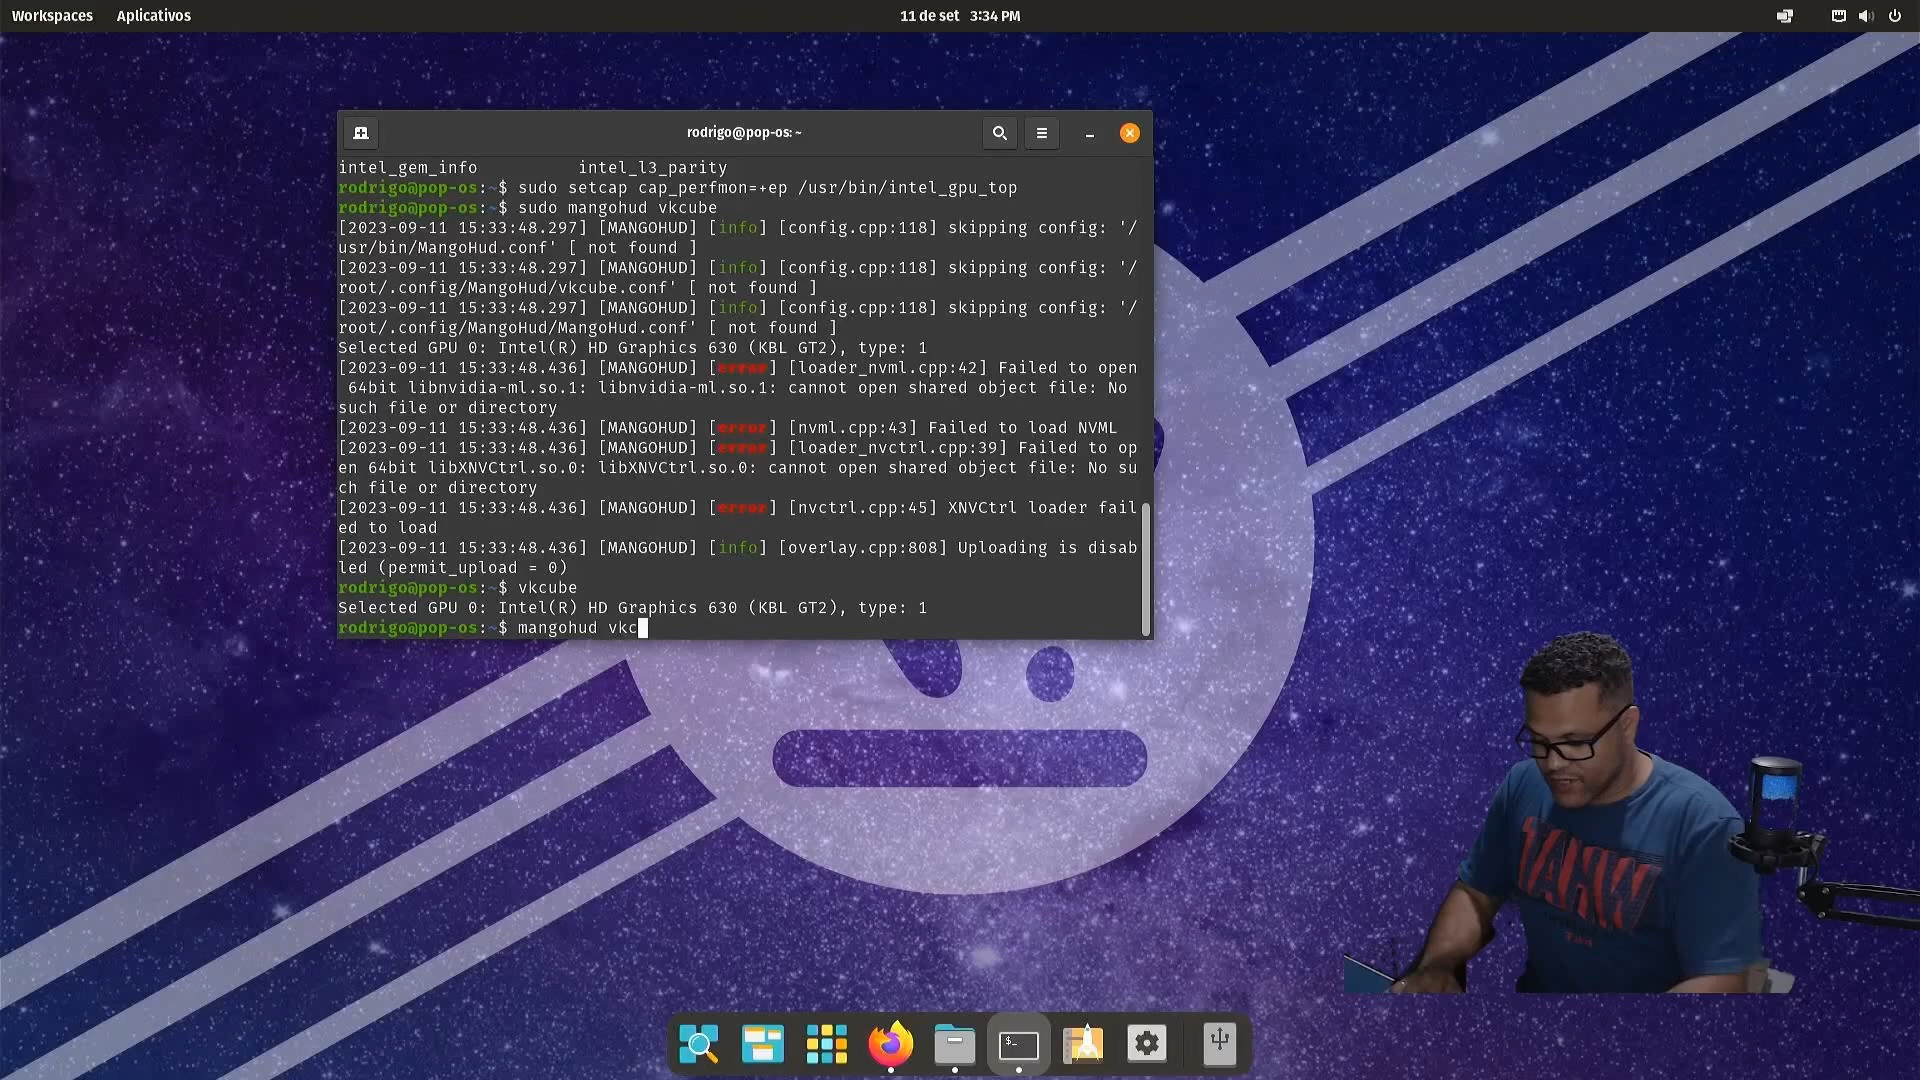 Workspaces Aplicativos 11 de set 3:34 PM
rodrigo@pop-os: ~
intel_gem_info intel_l3_parity
rodrigo@pop-os:~$ sudo setcap cap_perfmon=+ep /usr/bin/intel_gpu_top
rodrigo@pop-os:~$ sudo mangohud vkcube
[2023-09-11 15:33:48.297] [MANGOHUD] [info] [config.cpp:118] skipping config: '/
usr/bin/MangoHud.conf' [ not found ]
[2023-09-11 15:33:48.297] [MANGOHUD] [info] [config.cpp:118] skipping config: '/
root/.config/MangoHud/vkcube.conf' [ not found ]
[2023-09-11 15:33:48.297] [MANGOHUD] [info] [config.cpp:118] skipping config: '/
root/.config/MangoHud/MangoHud.conf' [ not found ]
Selected GPU 0: Intel(R) HD Graphics 630 (KBL GT2), type: 1
[2023-09-11 15:33:48.436] [MANGOHUD] [error] [loader_nvml.cpp:42] Failed to open
 64bit libnvidia-ml.so.1: libnvidia-ml.so.1: cannot open shared object file: No
such file or directory
[2023-09-11 15:33:48.436] [MANGOHUD] [error] [nvml.cpp:43] Failed to load NVML
[2023-09-11 15:33:48.436] [MANGOHUD] [error] [loader_nvctrl.cpp:39] Failed to op
en 64bit libXNVCtrl.so.0: libXNVCtrl.so.0: cannot open shared object file: No su
ch file or directory
[2023-09-11 15:33:48.436] [MANGOHUD] [error] [nvctrl.cpp:45] XNVCtrl loader fail
ed to load
[2023-09-11 15:33:48.436] [MANGOHUD] [info] [overlay.cpp:808] Uploading is disab
led (permit_upload = 0)
rodrigo@pop-os:~$ vkcube
Selected GPU 0: Intel(R) HD Graphics 630 (KBL GT2), type: 1
rodrigo@pop-os:~$ mangohud vkc